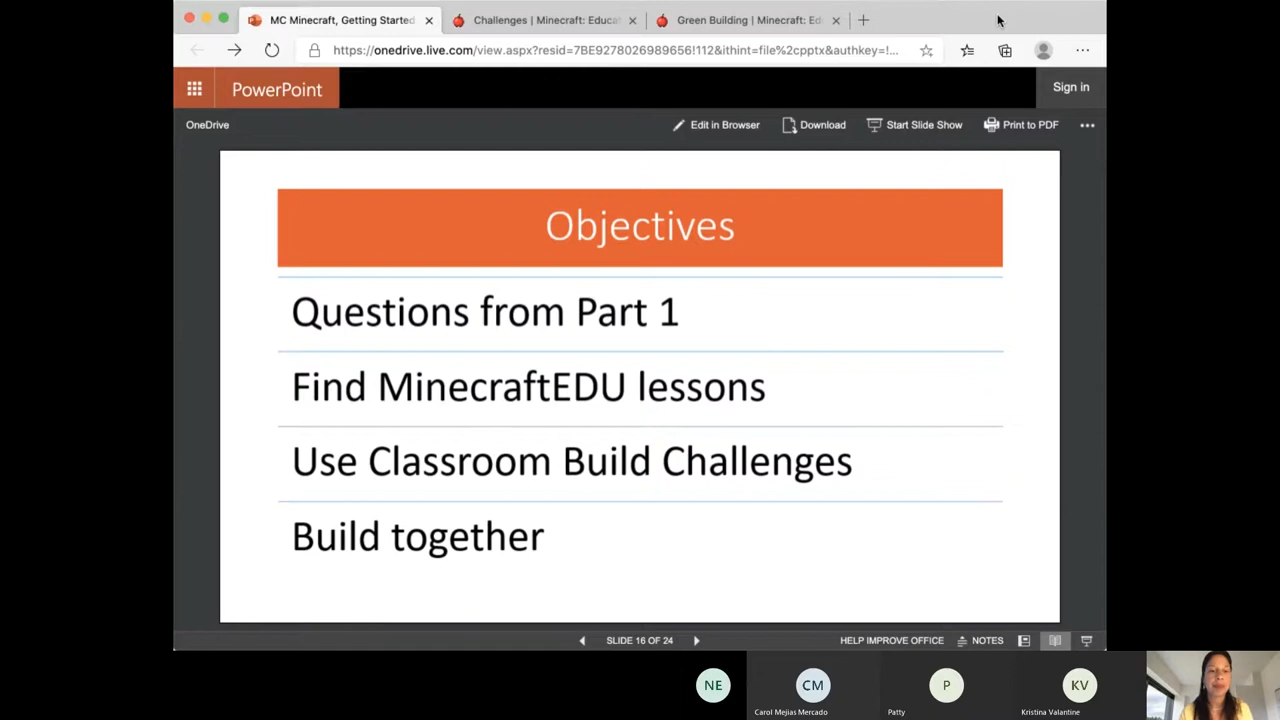 MC Minecraft, Getting Started
Challenges | Minecraft: Educat
Green Building | Minecraft: Ed
https://onedrive.live.com/view.aspx?resid=7BE9278026989656!112&ithint=file%2cpptx&authkey=!...
PowerPoint
Sign in
OneDrive
Edit in Browser
Download
Start Slide Show
Print to PDF
Objectives
Questions from Part 1
Find MinecraftEDU lessons
Use Classroom Build Challenges
Build together
SLIDE 16 OF 24
HELP IMPROVE OFFICE
NOTES
NE
CM
P
KV
Carol Mejias Mercado
Patty
Kristina Valantine